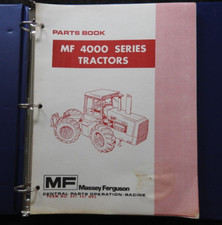 PARTS BOOK
MF 4000 SERIES
TRACTORS
MF Massey Ferguson
CENTRAL PARTS OPERATION-RACINE